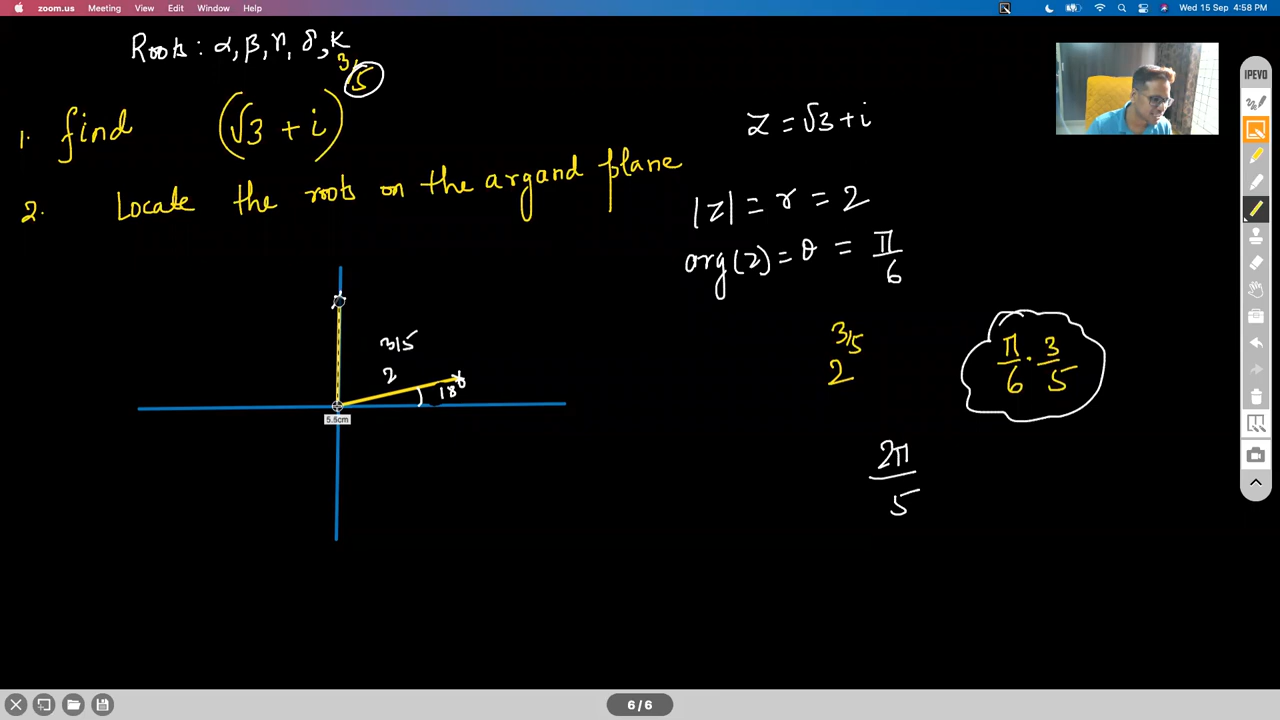 zoom.us Meeting View Edit Window Help
Wed 15 Sep 4:58 PM
IPEVO
Roots : α, β, γ, δ, K
1. find (√3 + i)^3/5
2. Locate the roots on the argand plane
z = √3 + i
|z| = r = 2
arg(z) = θ = π/6
2^3/5
π/6 · 3/5
2π/5
2^3/5
18°
5.5cm
6 / 6